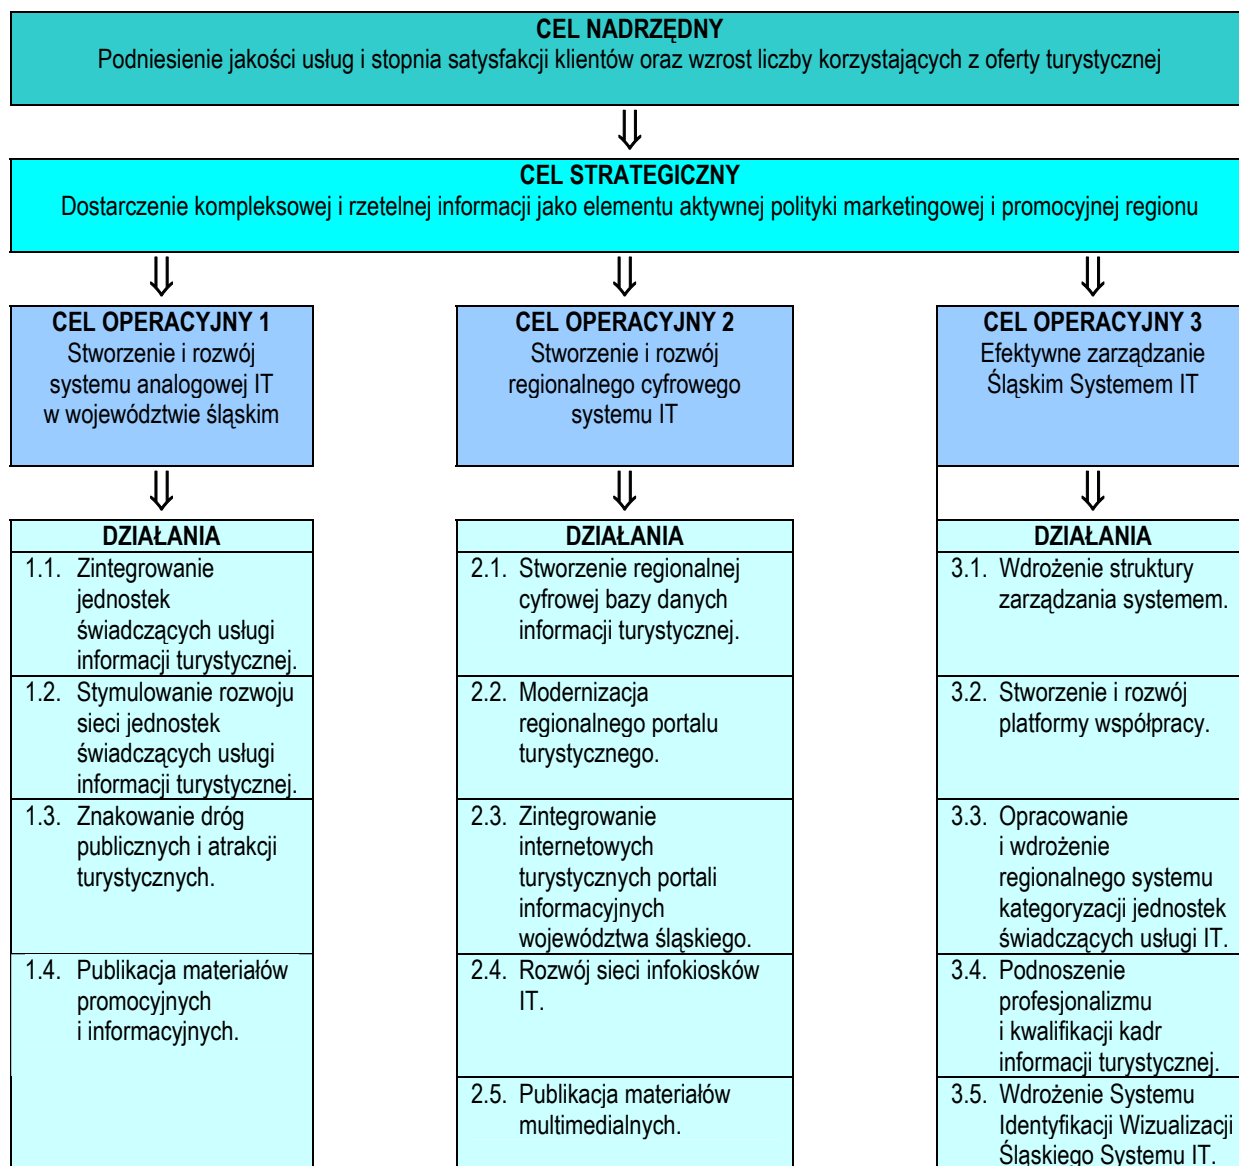 CEL NADRZĘDNY
Podniesienie jakości usług i stopnia satysfakcji klientów oraz wzrost liczby korzystających z oferty turystycznej
CEL STRATEGICZNY
Dostarczenie kompleksowej i rzetelnej informacji jako elementu aktywnej polityki marketingowej i promocyjnej regionu
CEL OPERACYJNY 1
Stworzenie i rozwój
systemu analogowej IT
w województwie śląskim
CEL OPERACYJNY 2
Stworzenie i rozwój
regionalnego cyfrowego
systemu IT
CEL OPERACYJNY 3
Efektywne zarządzanie
Śląskim Systemem IT
DZIAŁANIA
1.1. Zintegrowanie
jednostek
świadczących usługi
informacji turystycznej.
1.2. Stymulowanie rozwoju
sieci jednostek
świadczących usługi
informacji turystycznej.
1.3. Znakowanie dróg
publicznych i atrakcji
turystycznych.
1.4. Publikacja materiałów
promocyjnych
i informacyjnych.
DZIAŁANIA
2.1. Stworzenie regionalnej
cyfrowej bazy danych
informacji turystycznej.
2.2. Modernizacja
regionalnego portalu
turystycznego.
2.3. Zintegrowanie
internetowych
turystycznych portali
informacyjnych
województwa śląskiego.
2.4. Rozwój sieci infokiosków
IT.
2.5. Publikacja materiałów
multimedialnych.
DZIAŁANIA
3.1. Wdrożenie struktury
zarządzania systemem.
3.2. Stworzenie i rozwój
platformy współpracy.
3.3. Opracowanie
i wdrożenie
regionalnego systemu
kategoryzacji jednostek
świadczących usługi IT.
3.4. Podnoszenie
profesjonalizmu
i kwalifikacji kadr
informacji turystycznej.
3.5. Wdrożenie Systemu
Identyfikacji Wizualizacji
Śląskiego Systemu IT.